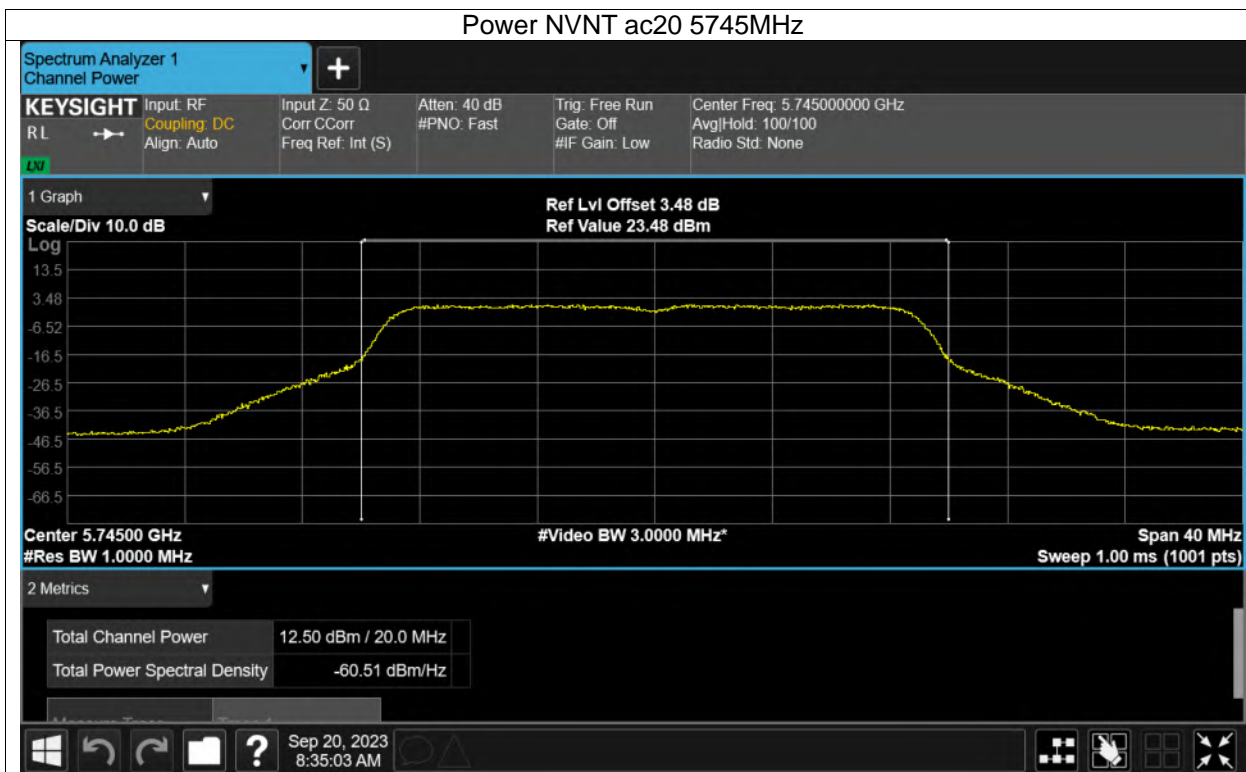 Power NVNT ac20 5745MHz
Spectrum Analyzer 1
Channel Power
+
KEYSIGHT
R L
LXI
Input: RF
Coupling: DC
Align: Auto
Input Z: 50 Ω
Corr CCorr
Freq Ref: Int (S)
Atten: 40 dB
#PNO: Fast
Trig: Free Run
Gate: Off
#IF Gain: Low
Center Freq: 5.745000000 GHz
Avg|Hold: 100/100
Radio Std: None
1 Graph
Scale/Div 10.0 dB
Ref Lvl Offset 3.48 dB
Ref Value 23.48 dBm
Log
13.5
3.48
-6.52
-16.5
-26.5
-36.5
-46.5
-56.5
-66.5
Center 5.74500 GHz
#Res BW 1.0000 MHz
#Video BW 3.0000 MHz*
Span 40 MHz
Sweep 1.00 ms (1001 pts)
2 Metrics
Total Channel Power 12.50 dBm / 20.0 MHz
Total Power Spectral Density -60.51 dBm/Hz
?
Sep 20, 2023
8:35:03 AM